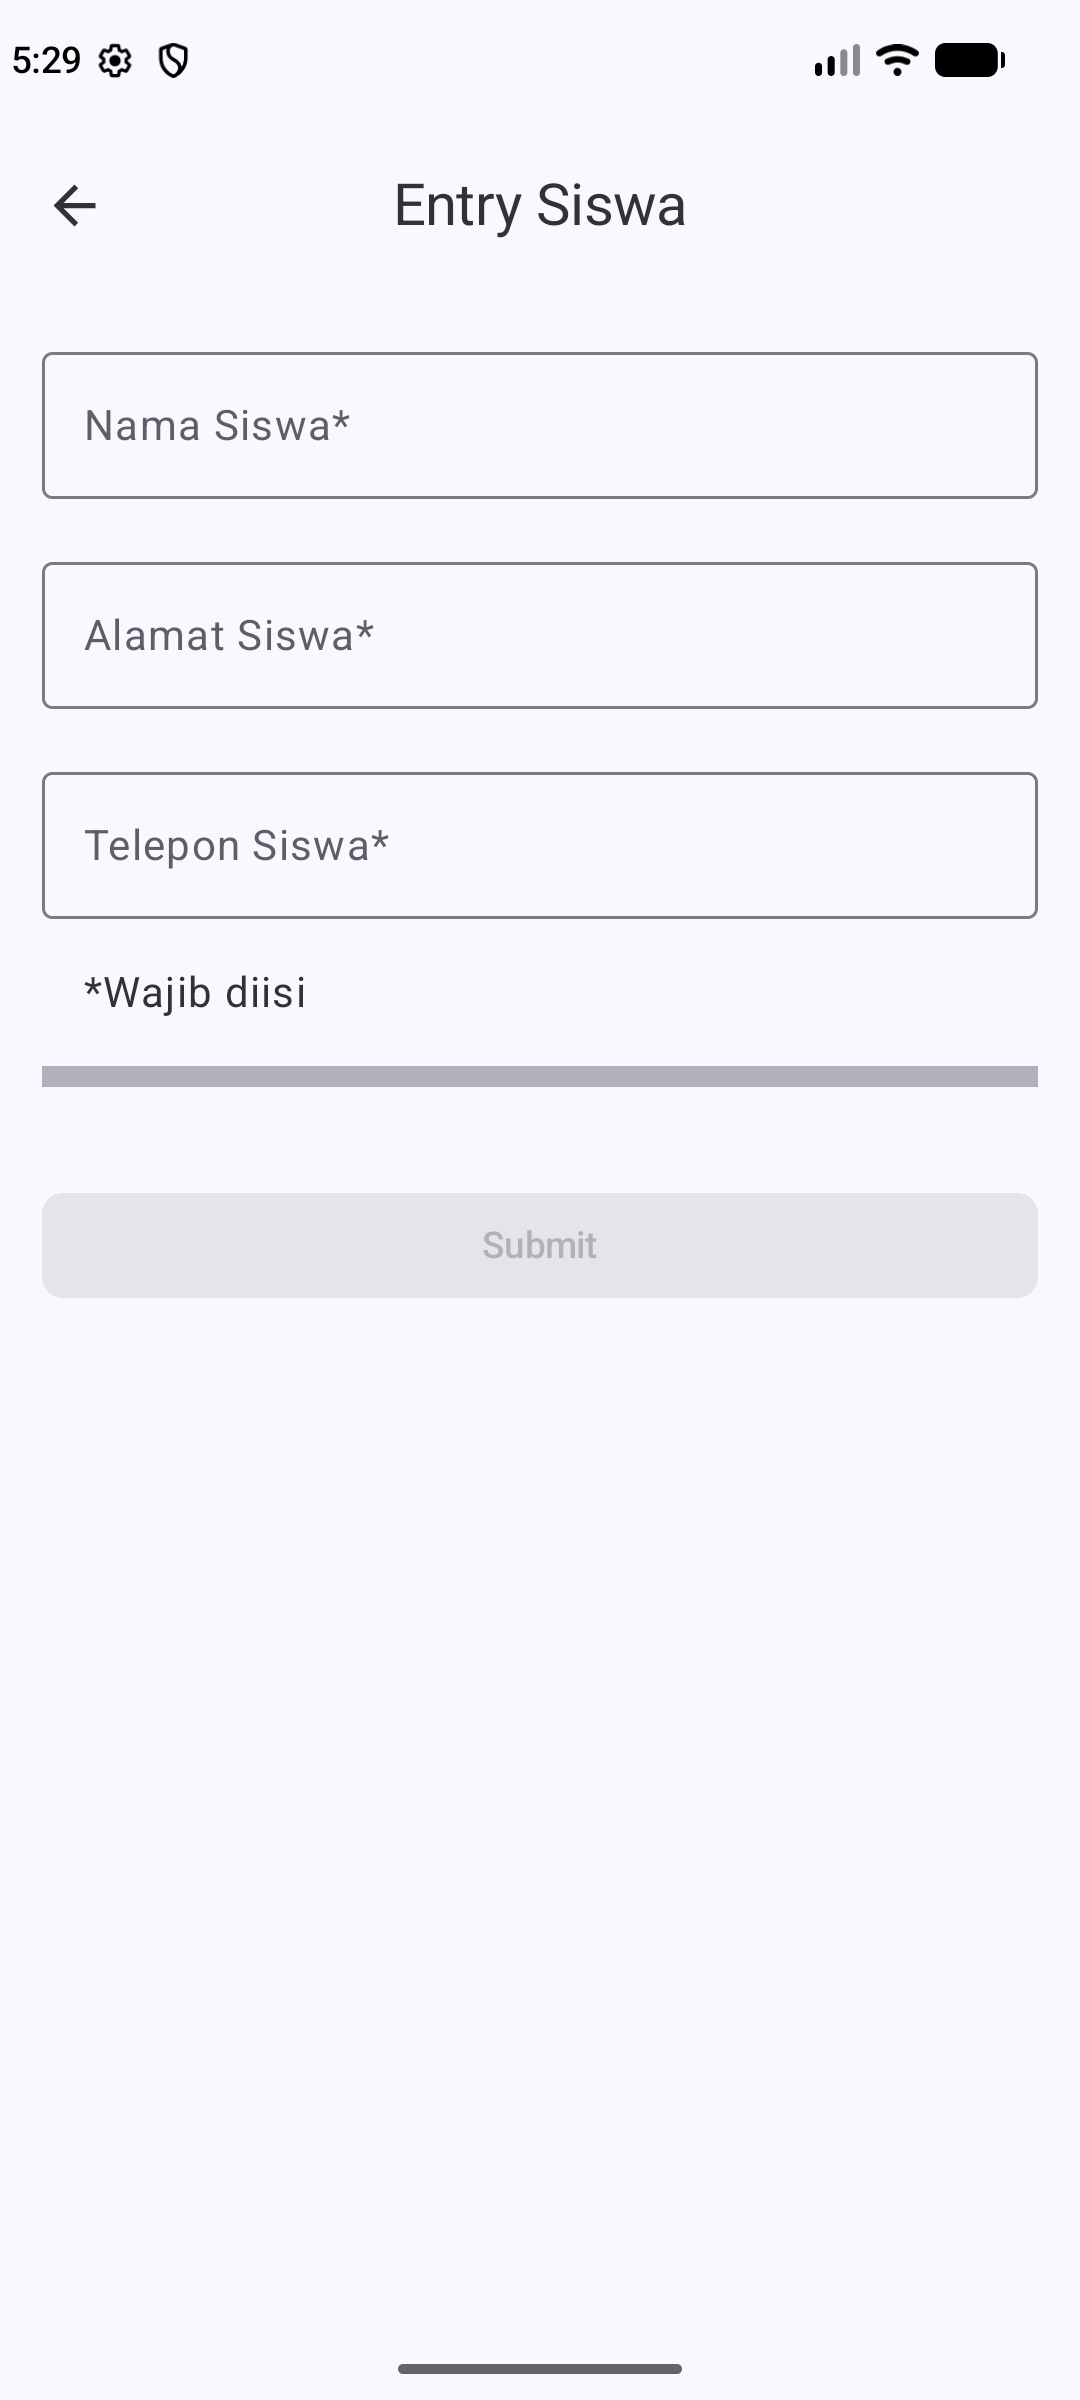 5:29
Entry Siswa
Nama Siswa*
Alamat Siswa*
Telepon Siswa*
*Wajib diisi
Submit